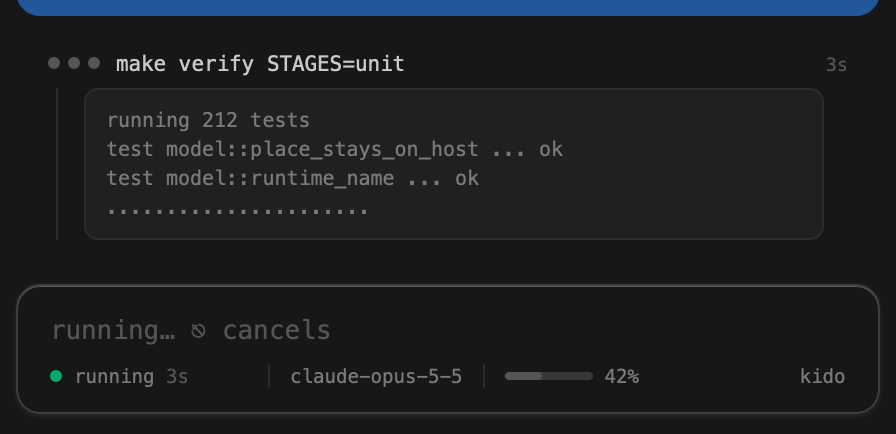 make verify STAGES=unit 3s
running 212 tests
test model::place_stays_on_host ... ok
test model::runtime_name ... ok
......................
running… ⎋ cancels
running 3s claude-opus-5-5 42% kido